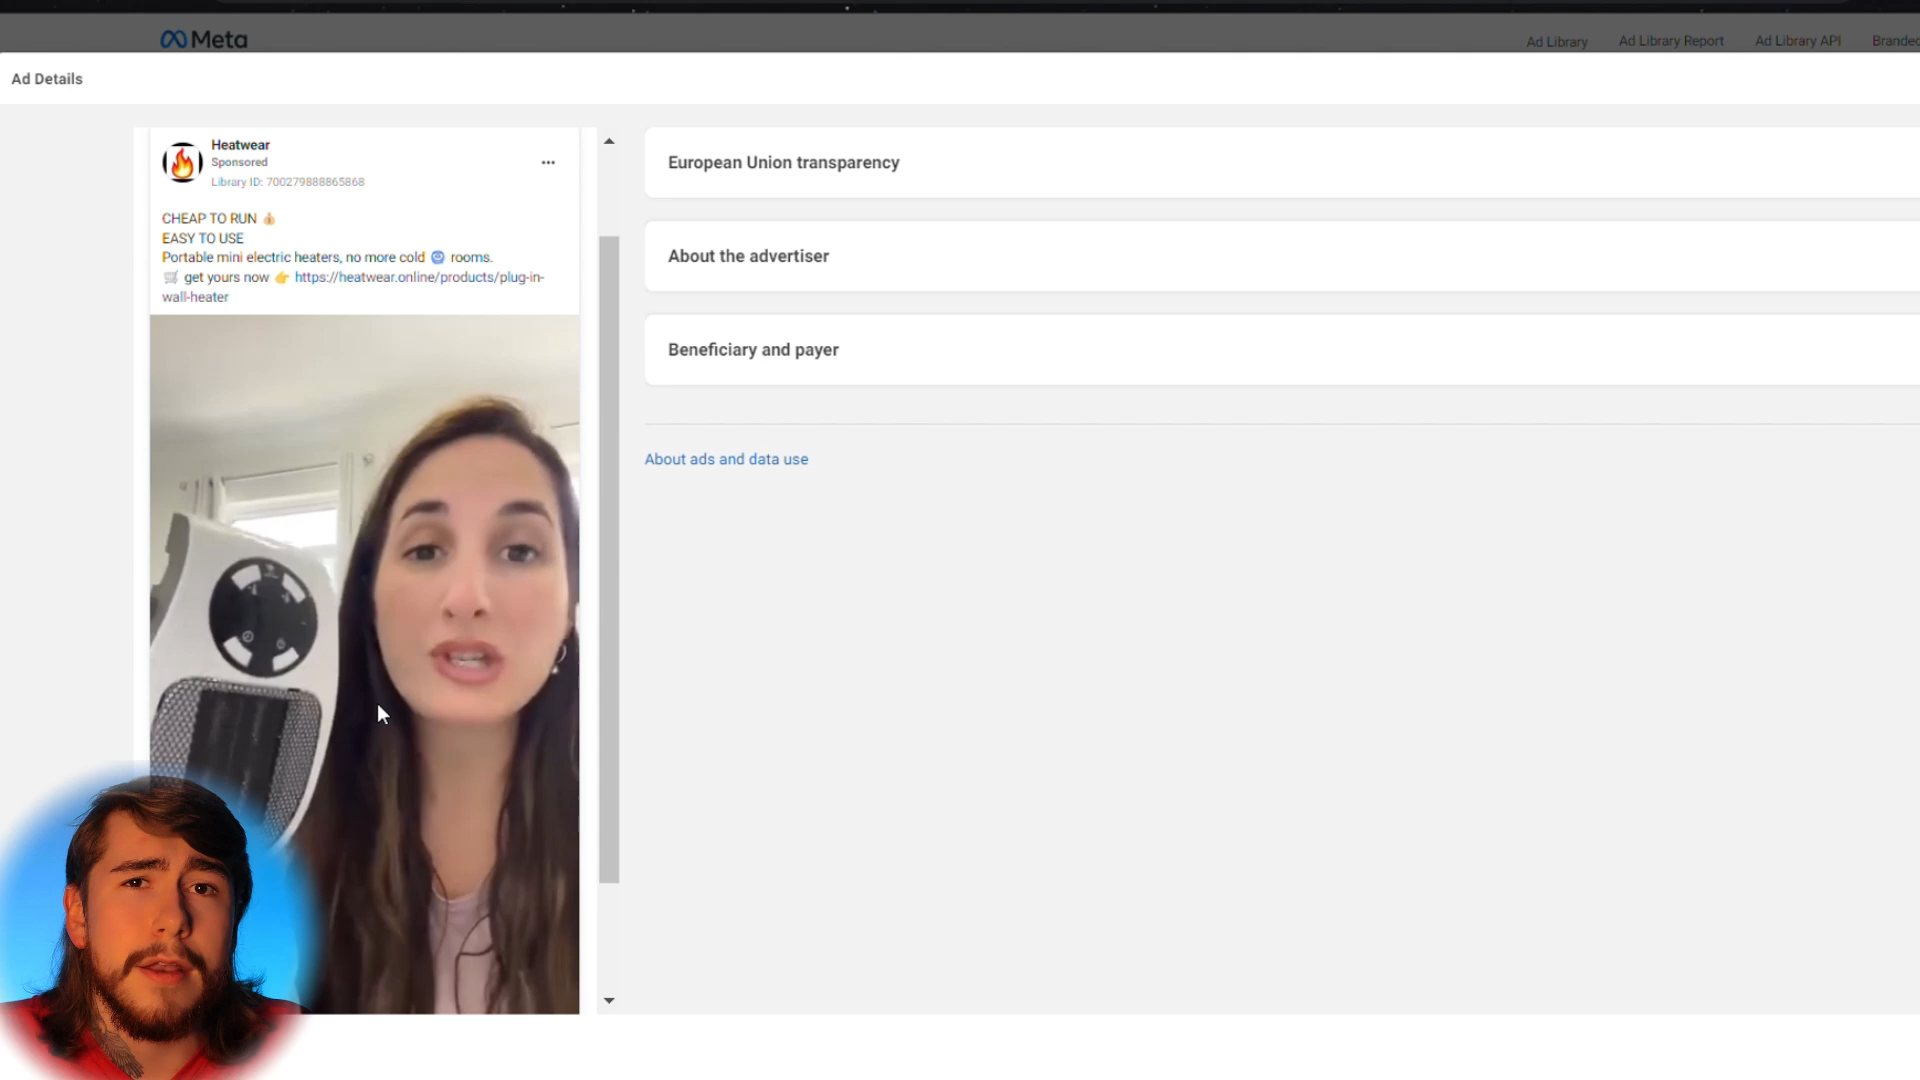 Meta
Ad Library Ad Library Report Ad Library API Branded
Ad Details
Heatwear
Sponsored
Library ID: 700279888865868
CHEAP TO RUN 💰
EASY TO USE
Portable mini electric heaters, no more cold 🥶 rooms.
🛒 get yours now 👉 https://heatwear.online/products/plug-in-
wall-heater
European Union transparency
About the advertiser
Beneficiary and payer
About ads and data use